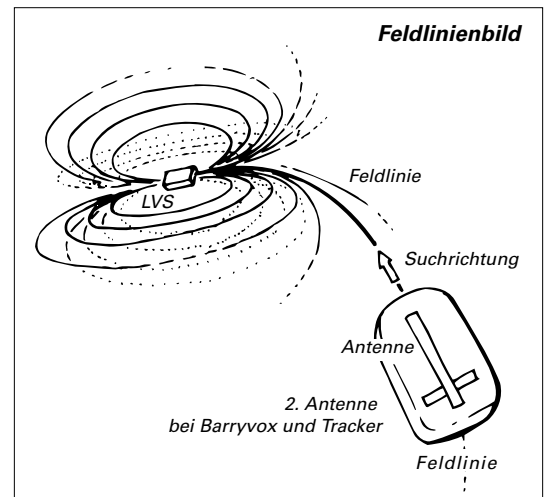 Feldlinienbild
Feldlinie
LVS
Suchrichtung
Antenne
2. Antenne
bei Barryvox und Tracker
Feldlinie